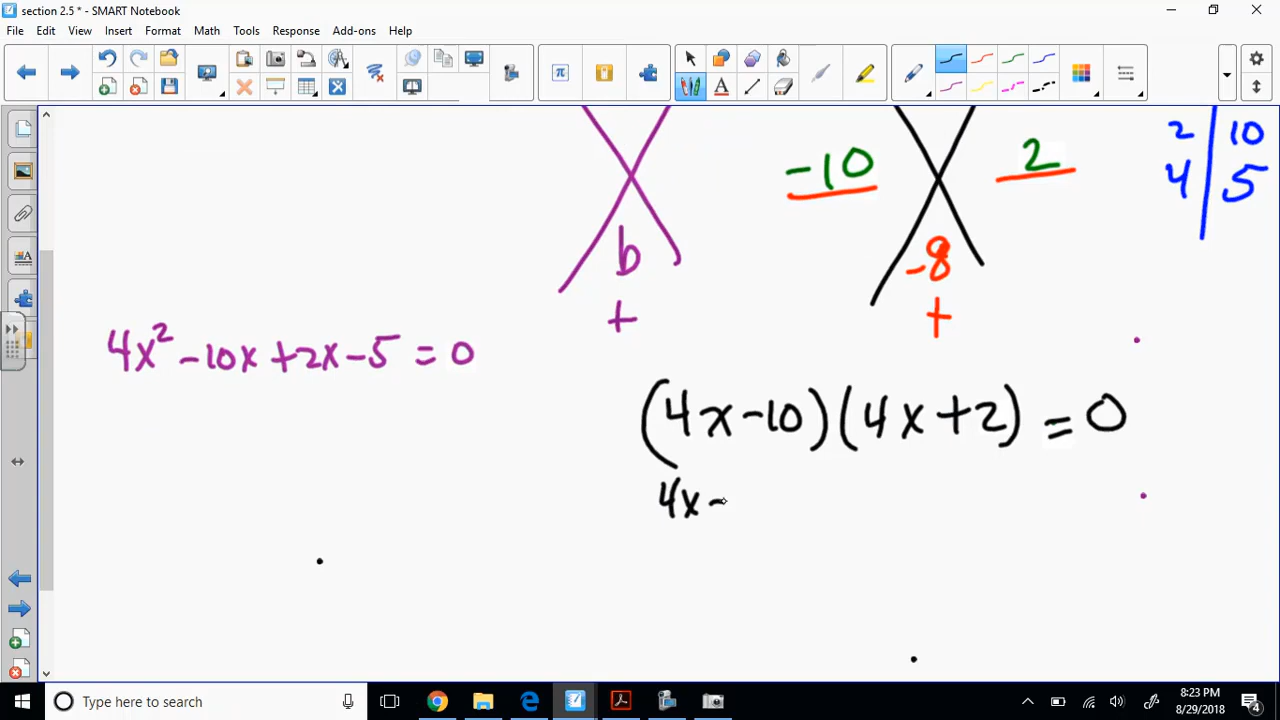 section 2.5 * - SMART Notebook
File Edit View Insert Format Math Tools Response Add-ons Help
2 10
-10 2 4 5
b -8
+ +
4x² -10x +2x -5 = 0
(4x -10)(4x +2) = 0
4x -
Type here to search
8:23 PM
8/29/2018
4